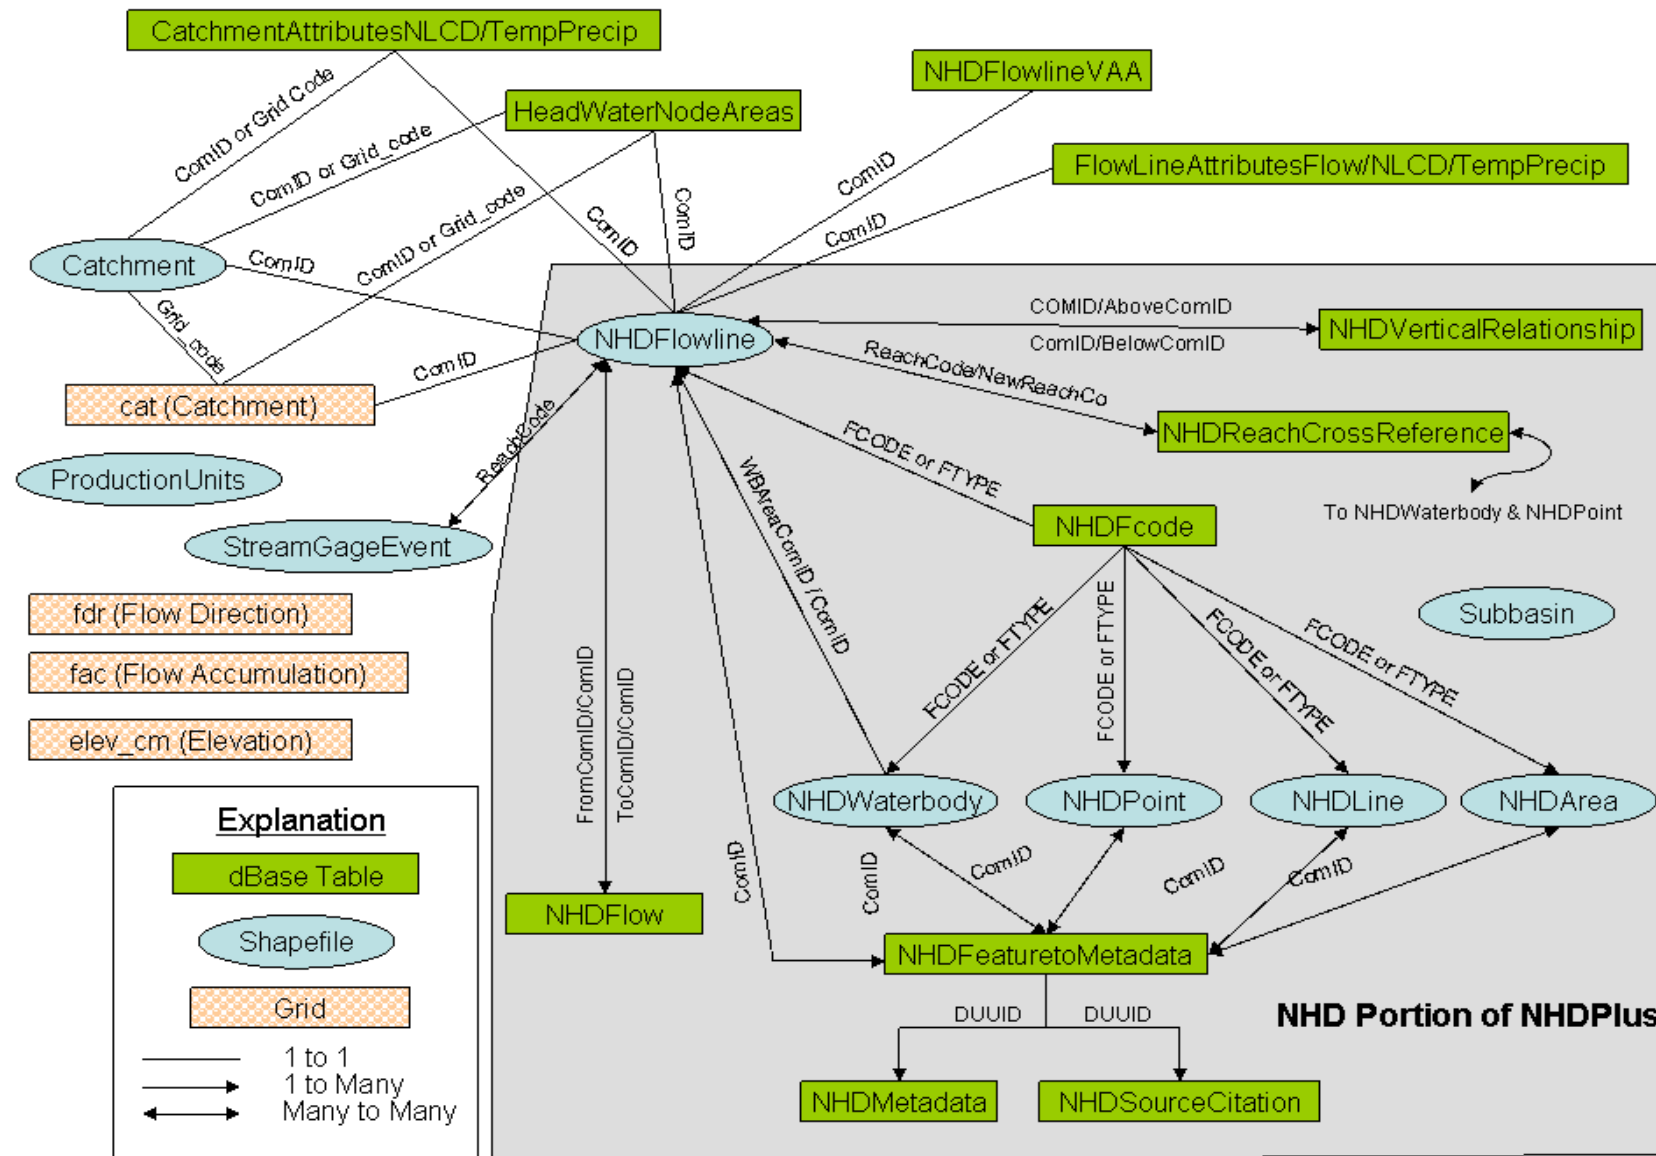 CatchmentAttributesNLCD/TempPrecip
NHDFlowlineVAA
HeadWaterNodeAreas
FlowLineAttributesFlow/NLCD/TempPrecip
ComID or Grid Code
ComID or Grid_code
ComID or Grid_code
ComID
ComID
ComID
ComID
Catchment
ComID
Grid_code
NHDFlowline
COMID/AboveComID
ComID/BelowComID
NHDVerticalRelationship
ReachCode/NewReachCo
cat (Catchment)
ComID
ReachCode
NHDReachCrossReference
To NHDWaterbody & NHDPoint
ProductionUnits
StreamGageEvent
FCODE or FTYPE
WBAreaComID / ComID
NHDFcode
Subbasin
fdr (Flow Direction)
fac (Flow Accumulation)
elev_cm (Elevation)
FromComID/ComID
ToComID/ComID
FCODE or FTYPE
FCODE or FTYPE
FCODE or FTYPE
FCODE or FTYPE
NHDWaterbody
NHDPoint
NHDLine
NHDArea
ComID
ComID
ComID
ComID
ComID
NHDFlow
NHDFeaturetoMetadata
DUUID
DUUID
NHDMetadata
NHDSourceCitation
NHD Portion of NHDPlus
Explanation
dBase Table
Shapefile
Grid
1 to 1
1 to Many
Many to Many